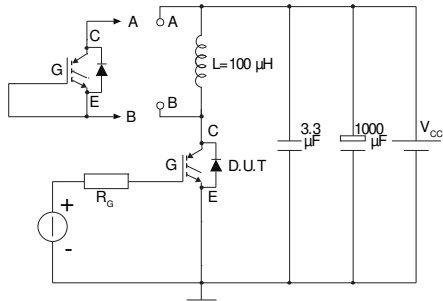 A
A
C
G
L=100 µH
E
B
B
C
3.3
µF
1000
µF
V_CC
G
D.U.T
E
R_G
+
-